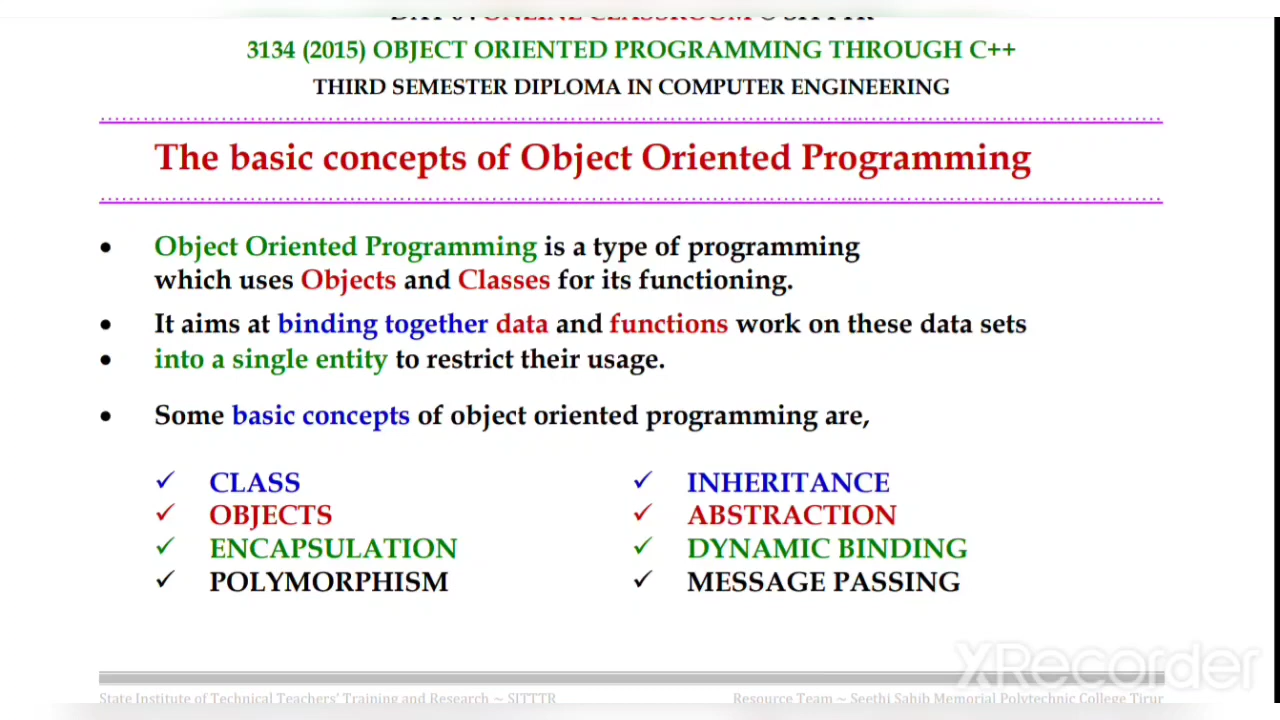 3134 (2015) OBJECT ORIENTED PROGRAMMING THROUGH C++
THIRD SEMESTER DIPLOMA IN COMPUTER ENGINEERING
The basic concepts of Object Oriented Programming
• Object Oriented Programming is a type of programming
which uses Objects and Classes for its functioning.
• It aims at binding together data and functions work on these data sets
• into a single entity to restrict their usage.
• Some basic concepts of object oriented programming are,
✓ CLASS
✓ OBJECTS
✓ ENCAPSULATION
✓ POLYMORPHISM
✓ INHERITANCE
✓ ABSTRACTION
✓ DYNAMIC BINDING
✓ MESSAGE PASSING
XRecorder
State Institute of Technical Teachers' Training and Research ~ SITTTR
Resource Team ~ Seethi Sahib Memorial Polytechnic College Tirur